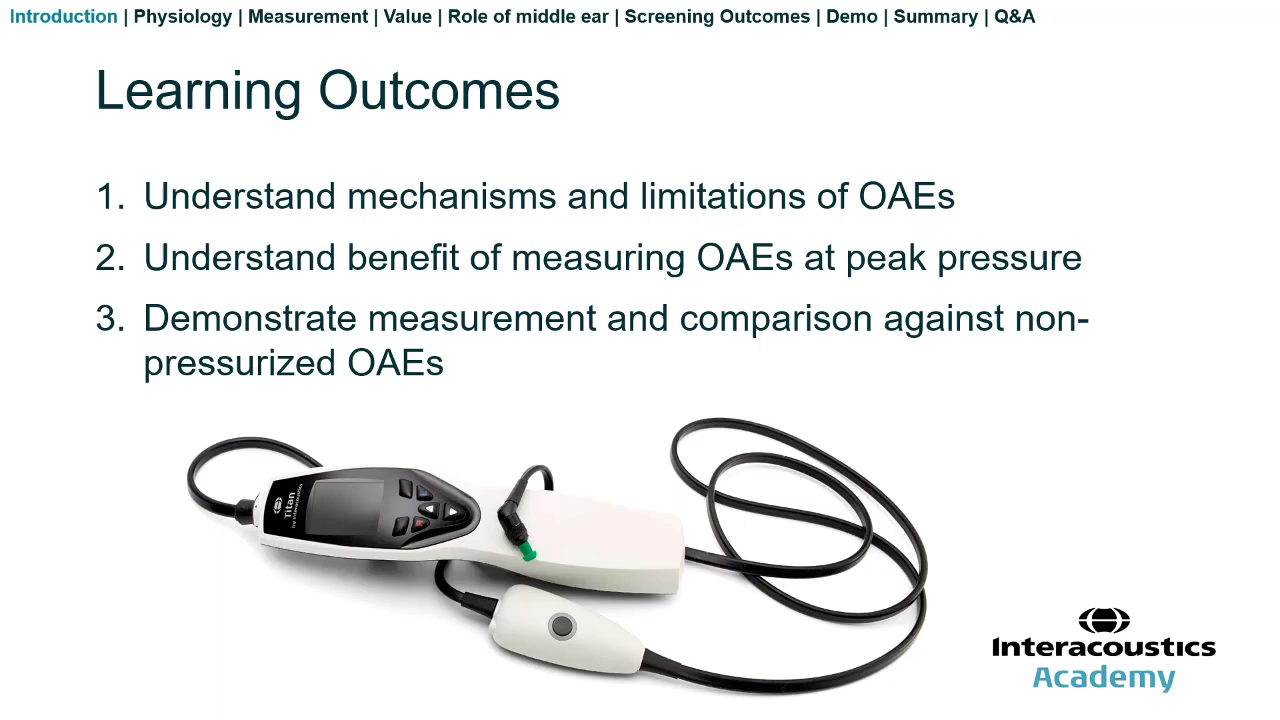 Introduction | Physiology | Measurement | Value | Role of middle ear | Screening Outcomes | Demo | Summary | Q&A
Learning Outcomes
1. Understand mechanisms and limitations of OAEs
2. Understand benefit of measuring OAEs at peak pressure
3. Demonstrate measurement and comparison against non-
pressurized OAEs
Titan
by Interacoustics
Interacoustics
Academy